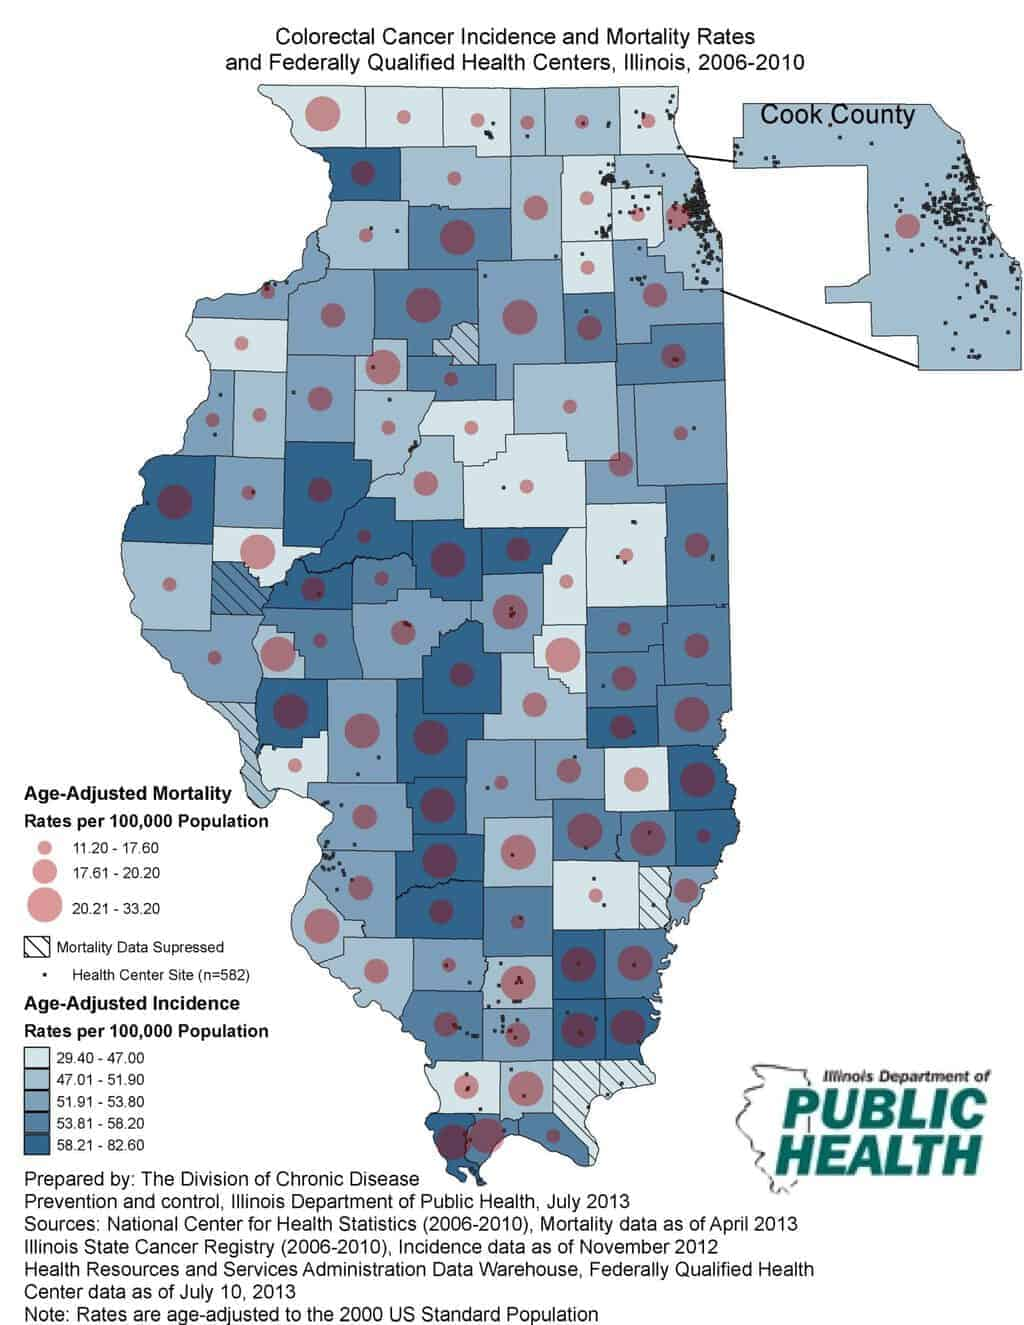 Colorectal Cancer Incidence and Mortality Rates
and Federally Qualified Health Centers, Illinois, 2006-2010
Cook County
Age-Adjusted Mortality
Rates per 100,000 Population
11.20 - 17.60
17.61 - 20.20
20.21 - 33.20
Mortality Data Supressed
Health Center Site (n=582)
Age-Adjusted Incidence
Rates per 100,000 Population
29.40 - 47.00
47.01 - 51.90
51.91 - 53.80
53.81 - 58.20
58.21 - 82.60
Illinois Department of
PUBLIC
HEALTH
Prepared by: The Division of Chronic Disease
Prevention and control, Illinois Department of Public Health, July 2013
Sources: National Center for Health Statistics (2006-2010), Mortality data as of April 2013
Illinois State Cancer Registry (2006-2010), Incidence data as of November 2012
Health Resources and Services Administration Data Warehouse, Federally Qualified Health
Center data as of July 10, 2013
Note: Rates are age-adjusted to the 2000 US Standard Population